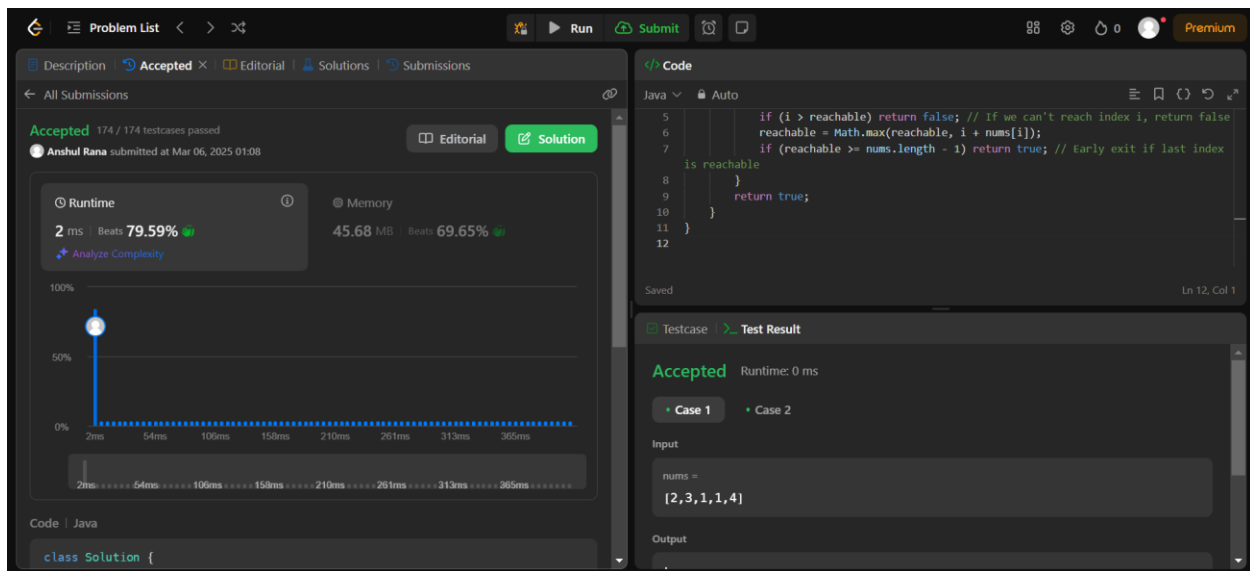 Problem List
Run
Submit
0
Premium
Description
Accepted
Editorial
Solutions
Submissions
All Submissions
Accepted 174 / 174 testcases passed
Anshul Rana submitted at Mar 06, 2025 01:08
Editorial
Solution
Runtime
2 ms Beats 79.59%
Analyze Complexity
Memory
45.68 MB Beats 69.65%
100%
50%
0%
2ms 54ms 106ms 158ms 210ms 261ms 313ms 365ms
2ms 54ms 106ms 158ms 210ms 261ms 313ms 365ms
Code Java
class Solution {
</> Code
Java Auto
5 if (i > reachable) return false; // If we can't reach index i, return false
6 reachable = Math.max(reachable, i + nums[i]);
7 if (reachable >= nums.length - 1) return true; // Early exit if last index
is reachable
8 }
9 return true;
10 }
11 }
12
Saved
Ln 12, Col 1
Testcase
Test Result
Accepted Runtime: 0 ms
Case 1
Case 2
Input
nums =
[2,3,1,1,4]
Output